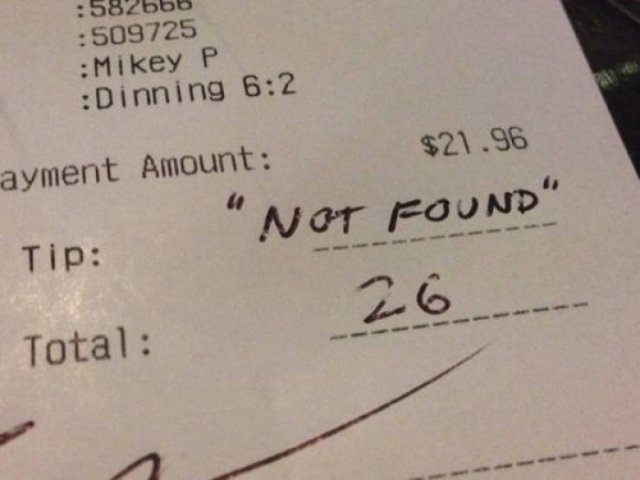 :582666
:509725
:Mikey P
:Dinning 6:2
ayment Amount: $21.96
Tip: "NOT FOUND"
Total: 26